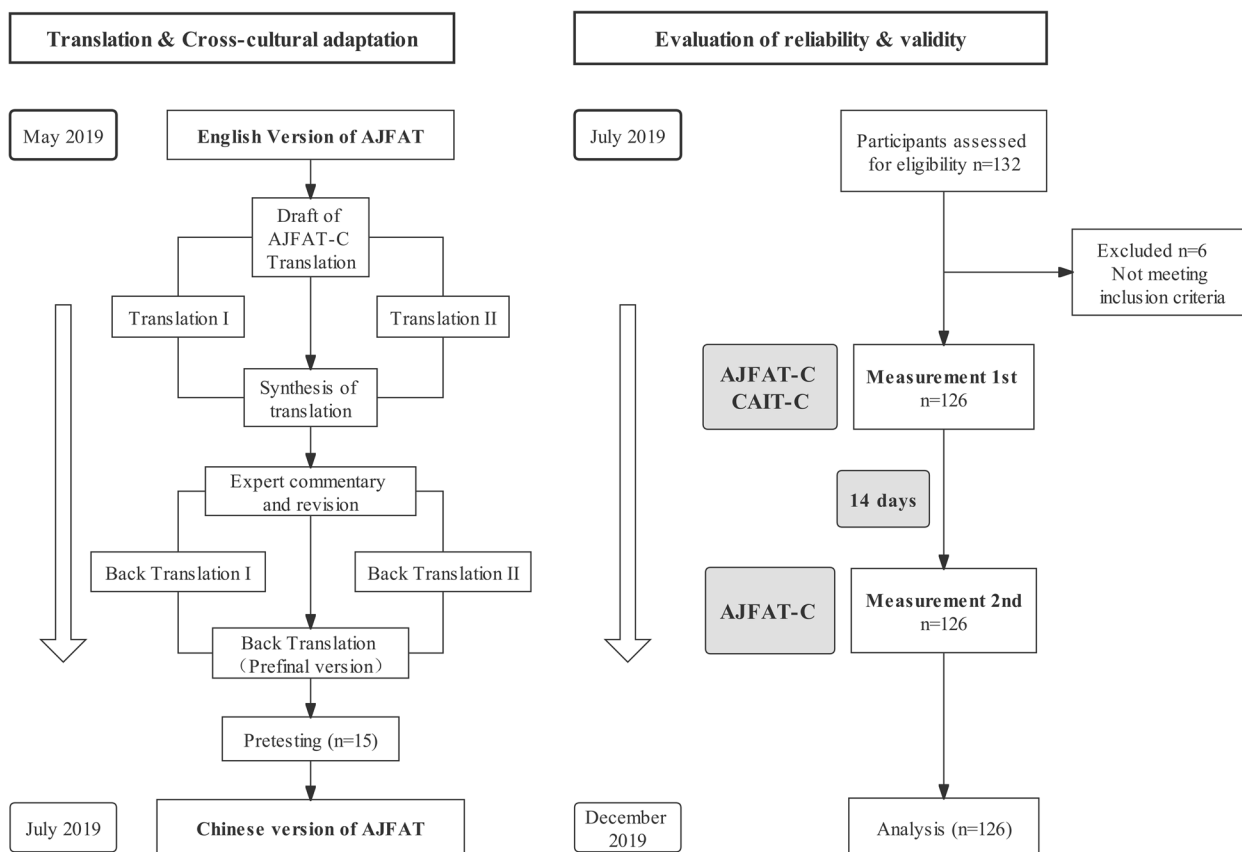 Translation & Cross-cultural adaptation
May 2019
English Version of AJFAT
Draft of
AJFAT-C
Translation
Translation I
Translation II
Synthesis of
translation
Expert commentary
and revision
Back Translation I
Back Translation II
Back Translation
（Prefinal version）
Pretesting (n=15)
July 2019
Chinese version of AJFAT
Evaluation of reliability & validity
July 2019
Participants assessed
for eligibility n=132
Excluded n=6
Not meeting
inclusion criteria
AJFAT-C
CAIT-C
Measurement 1st
n=126
14 days
AJFAT-C
Measurement 2nd
n=126
December
2019
Analysis (n=126)